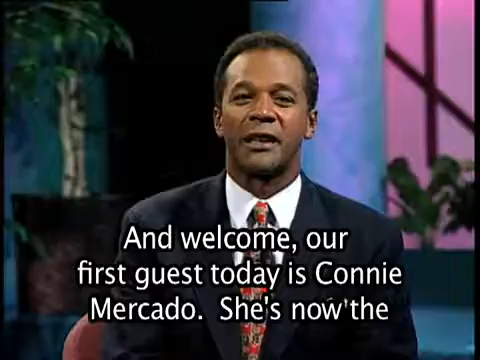 And welcome, our
first guest today is Connie
Mercado.  She's now the